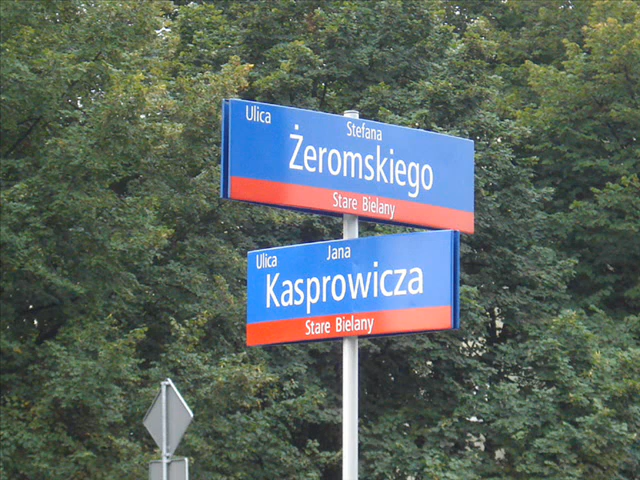 Ulica Stefana
Żeromskiego
Stare Bielany
Ulica Jana
Kasprowicza
Stare Bielany